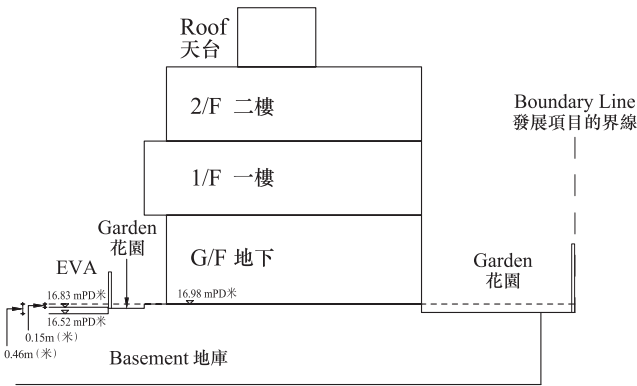 Roof
天台
2/F 二樓
Boundary Line
發展項目的界線
1/F 一樓
Garden
花園
G/F 地下
Garden
花園
EVA
16.83 mPD米
16.98 mPD米
16.52 mPD米
0.15m (米)
0.46m (米)
Basement 地庫